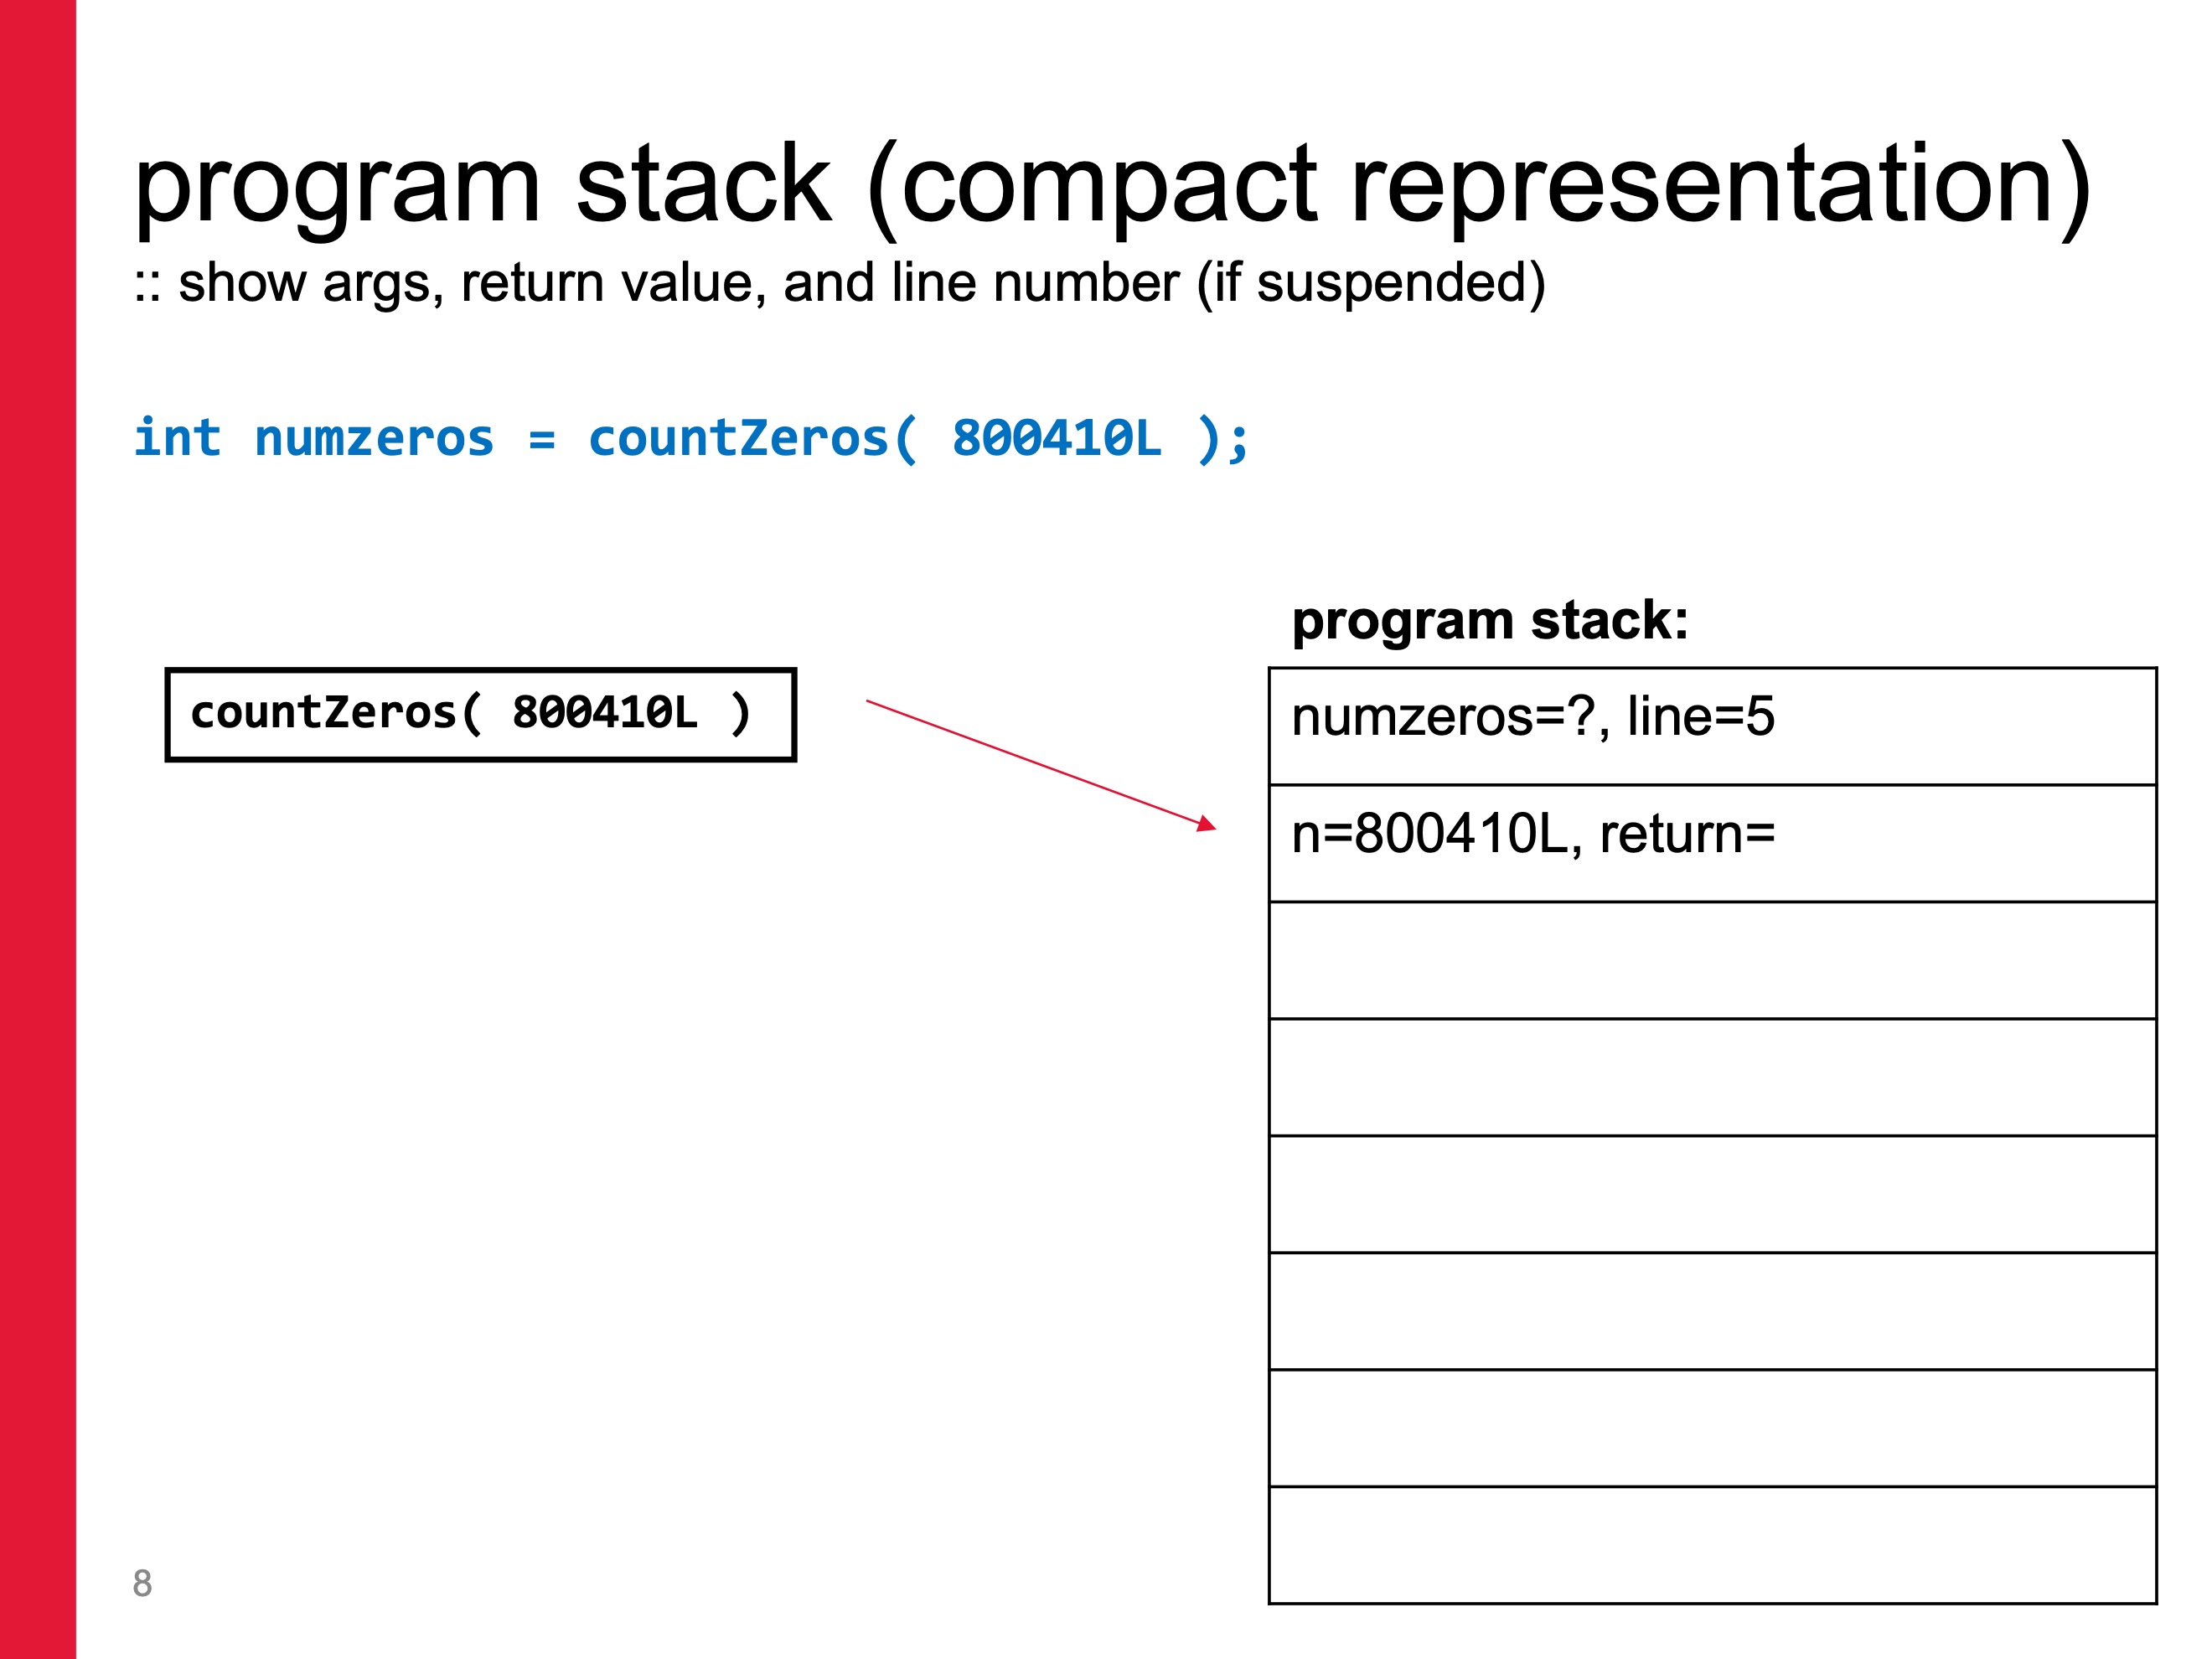 program stack (compact representation)
:: show args, return value, and line number (if suspended)
int numzeros = countZeros( 800410L );
program stack:
countZeros( 800410L )
numzeros=?, line=5
n=800410L, return=
8